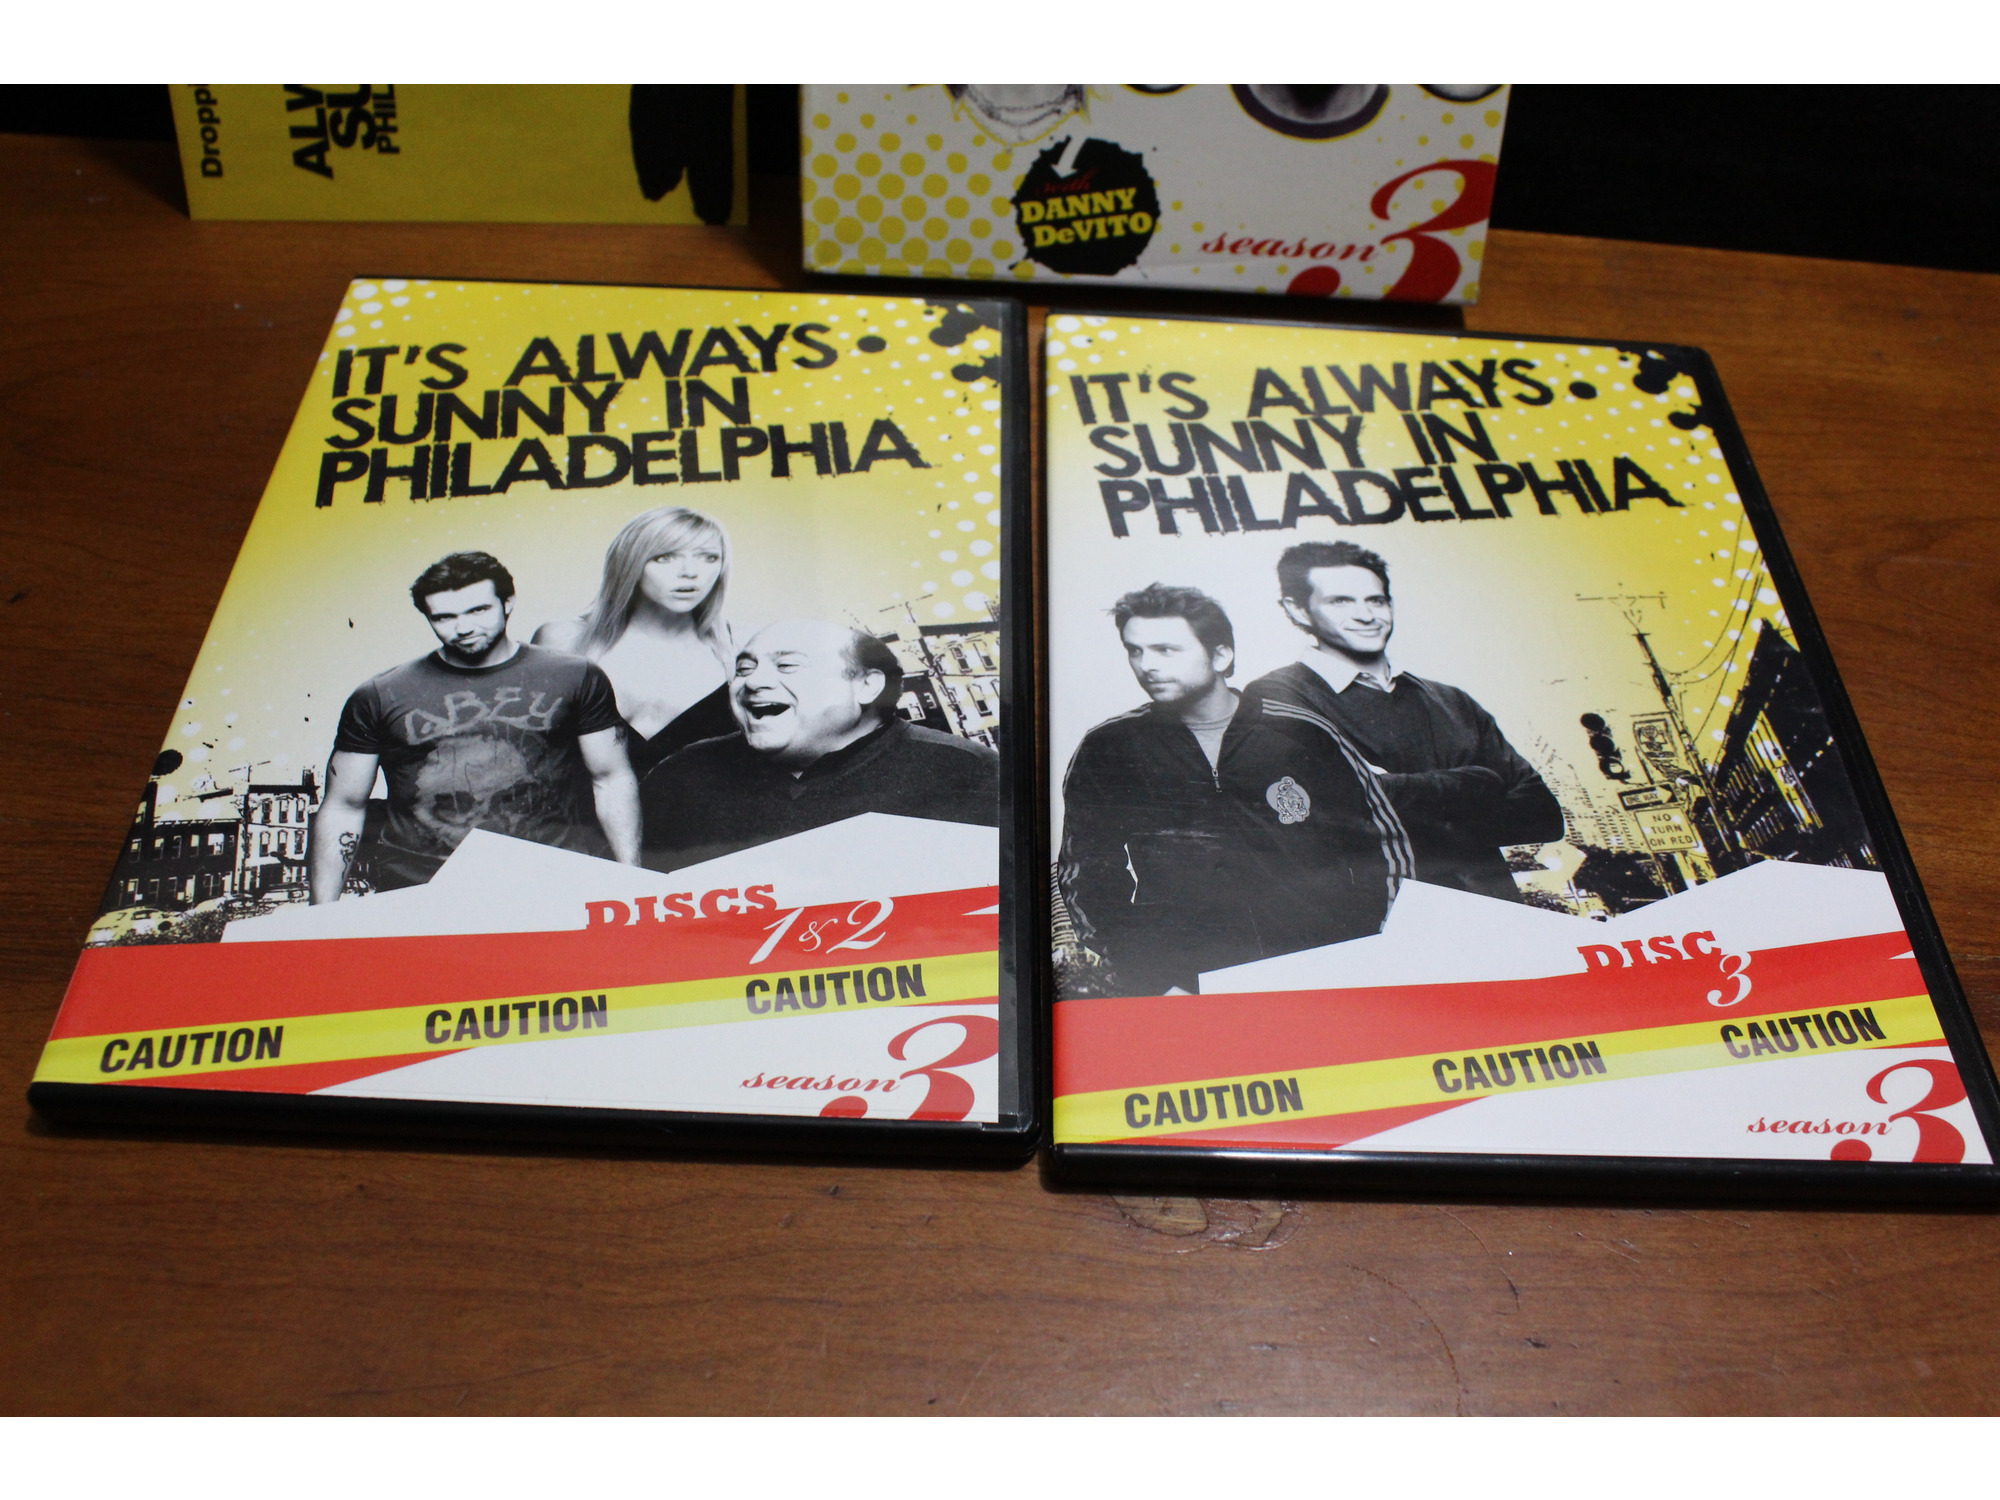 Dropp
ALW
SU
PHIL
with
DANNY
DeVITO
season 3
IT'S ALWAYS
SUNNY IN
PHILADELPHIA
OBEY
DISCS
1 & 2
CAUTION CAUTION CAUTION
season 3
IT'S ALWAYS
SUNNY IN
PHILADELPHIA
ONE WAY
NO
TURN
ON RED
DISC
3
CAUTION CAUTION CAUTION
season 3